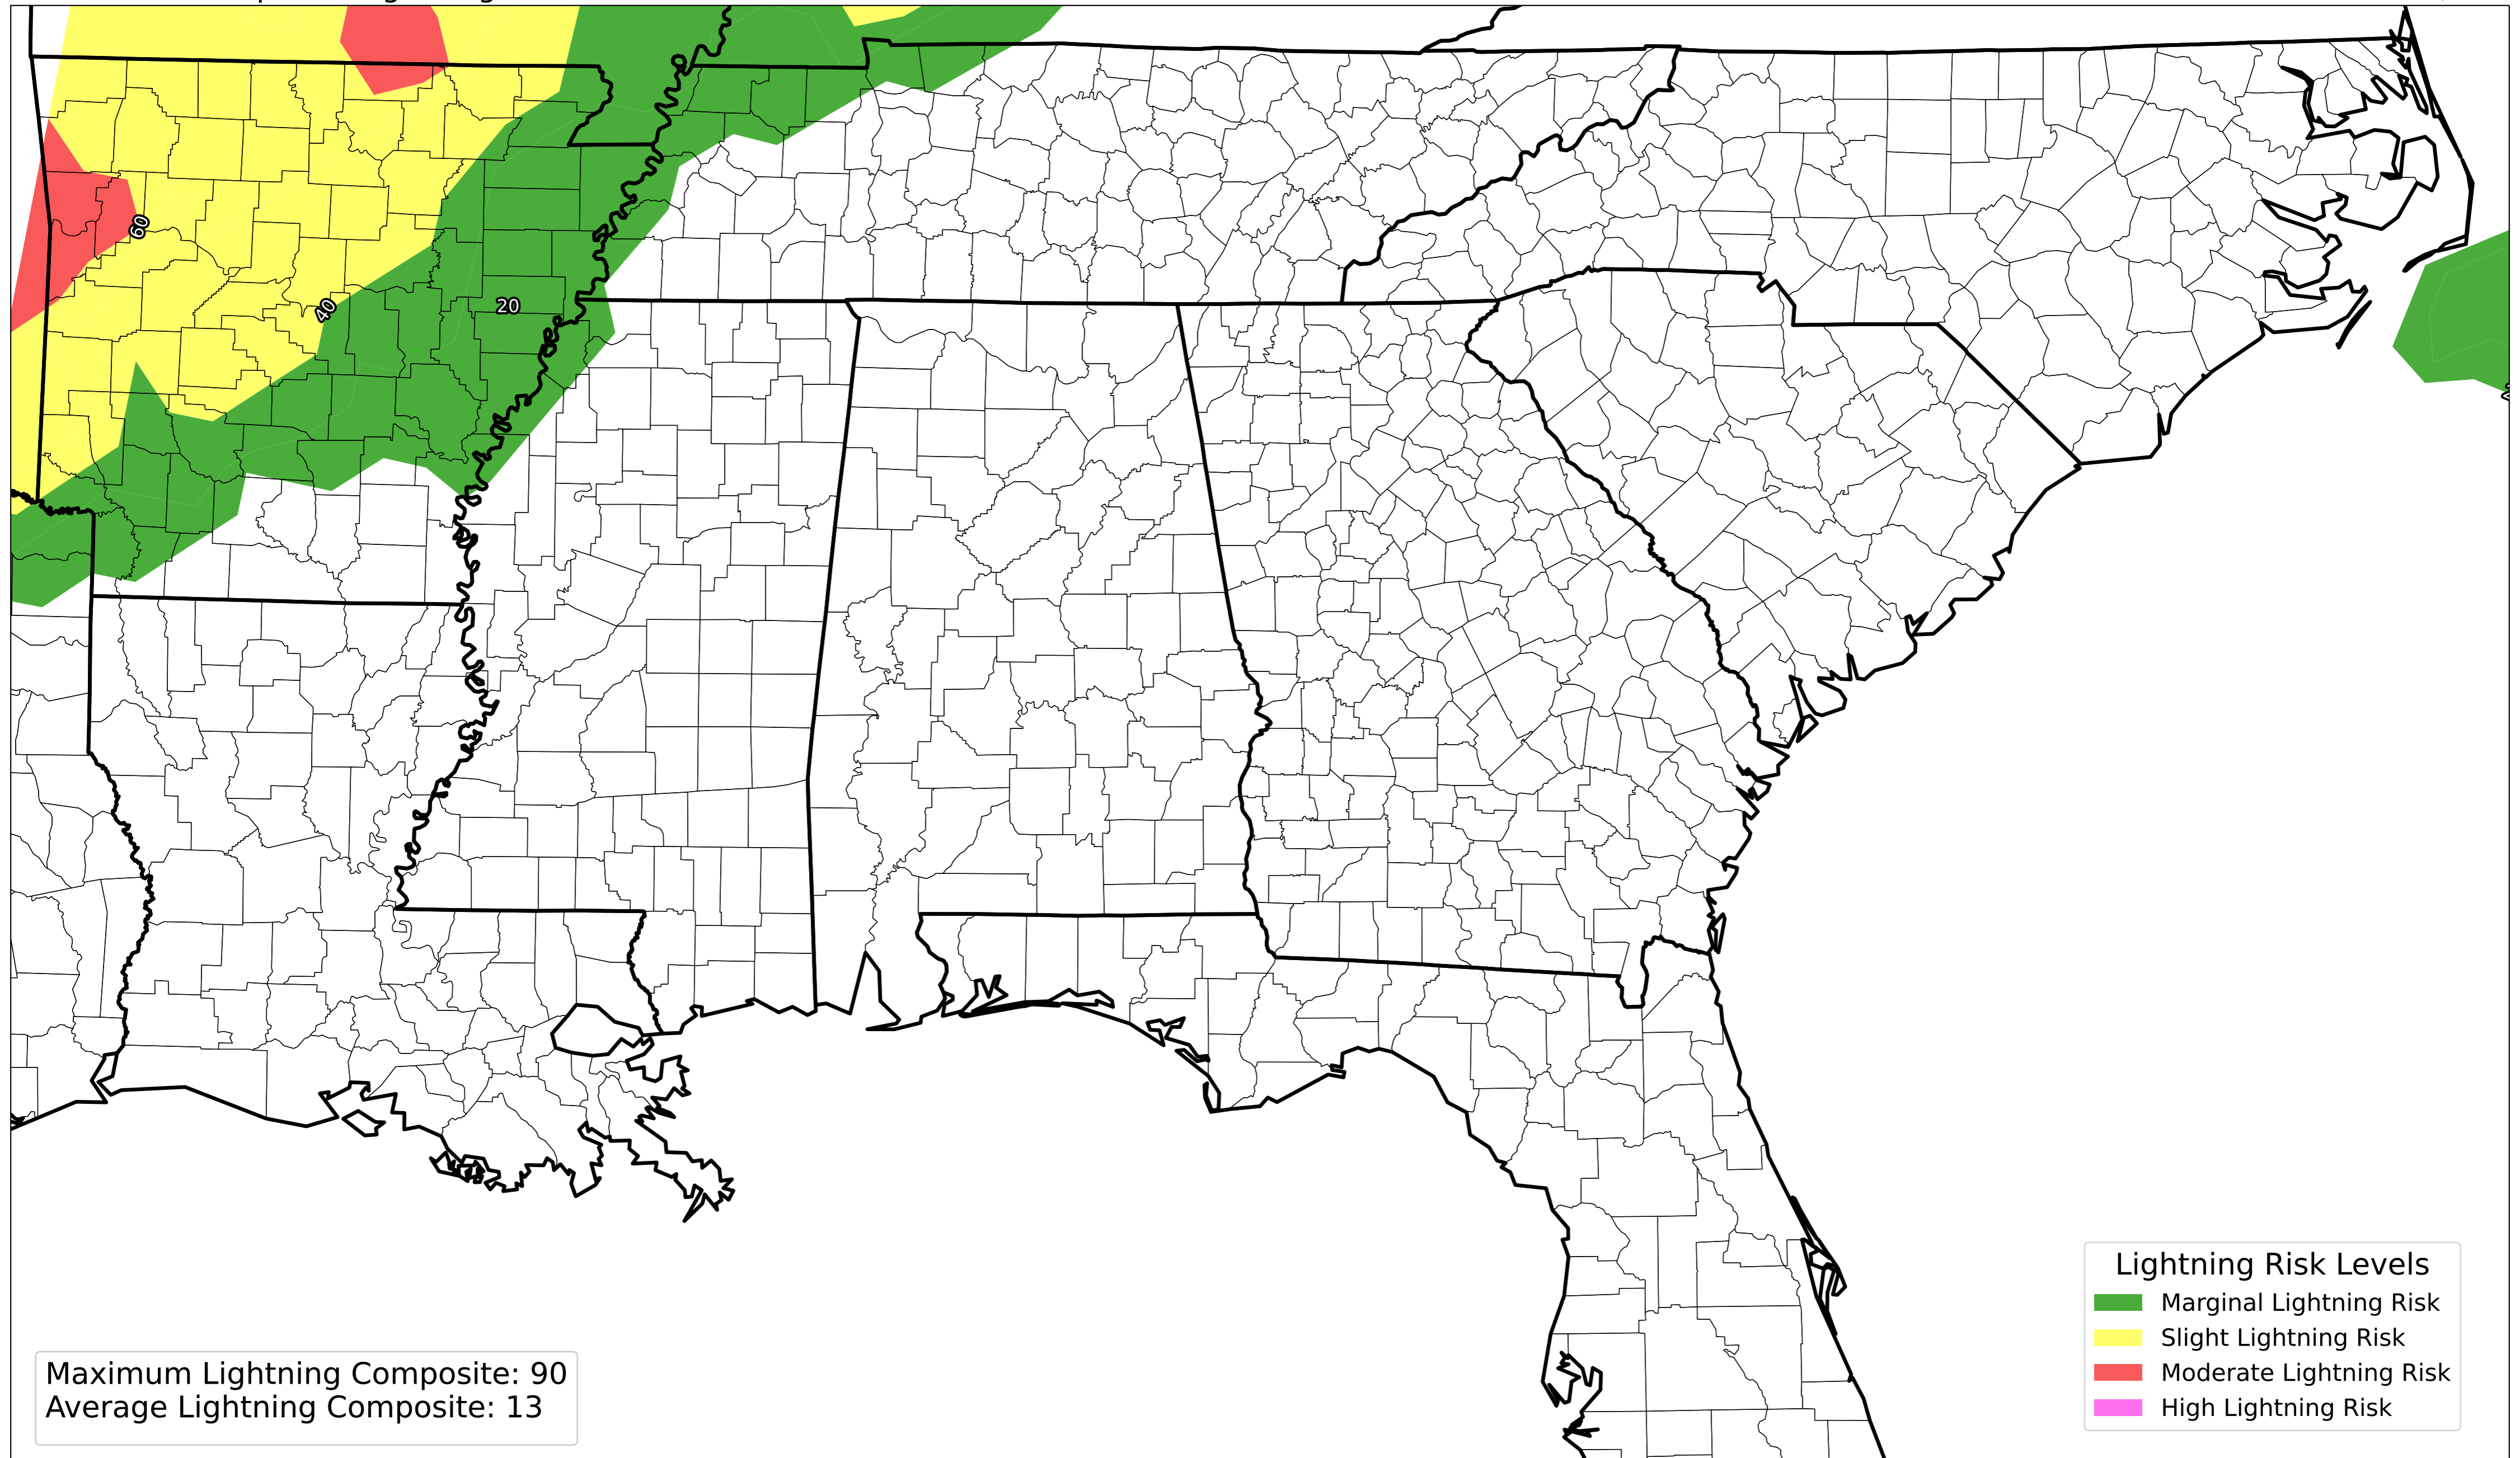 60
40
20
Lightning Risk Levels
Marginal Lightning Risk
Slight Lightning Risk
Moderate Lightning Risk
High Lightning Risk
Maximum Lightning Composite: 90
Average Lightning Composite: 13